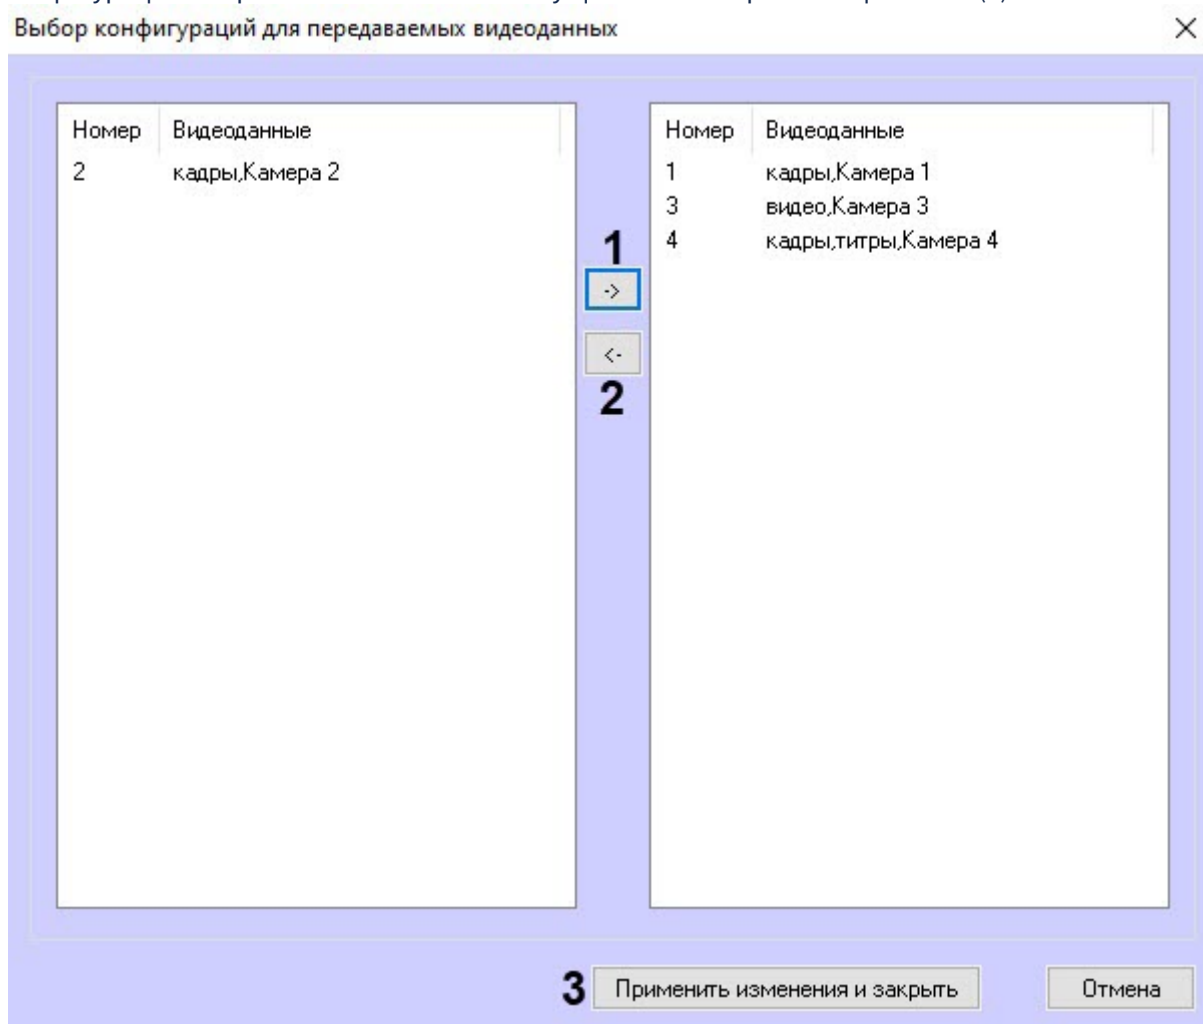 Выбор конфигураций для передаваемых видеоданных
Номер Видеоданные
2 кадры,Камера 2
Номер Видеоданные
1 кадры,Камера 1
3 видео,Камера 3
4 кадры,титры,Камера 4
1
->
<-
2
3 Применить изменения и закрыть Отмена